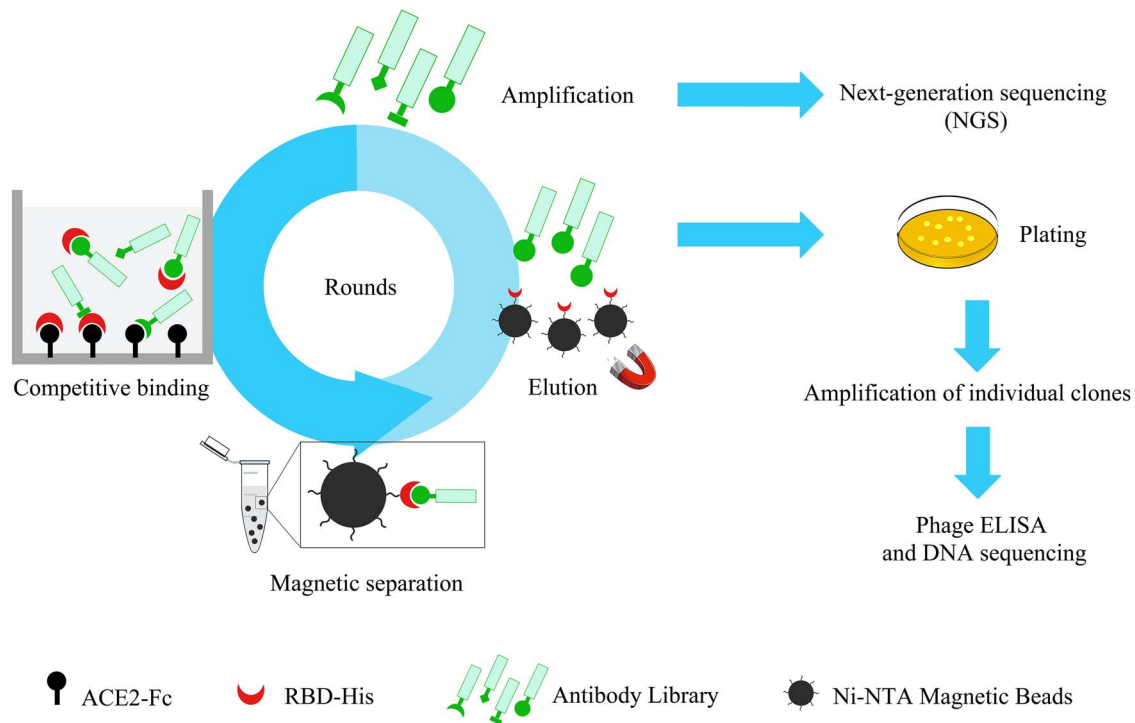 Amplification
Next-generation sequencing
(NGS)
Rounds
Plating
Competitive binding
Elution
Amplification of individual clones
Magnetic separation
Phage ELISA
and DNA sequencing
ACE2-Fc
RBD-His
Antibody Library
Ni-NTA Magnetic Beads